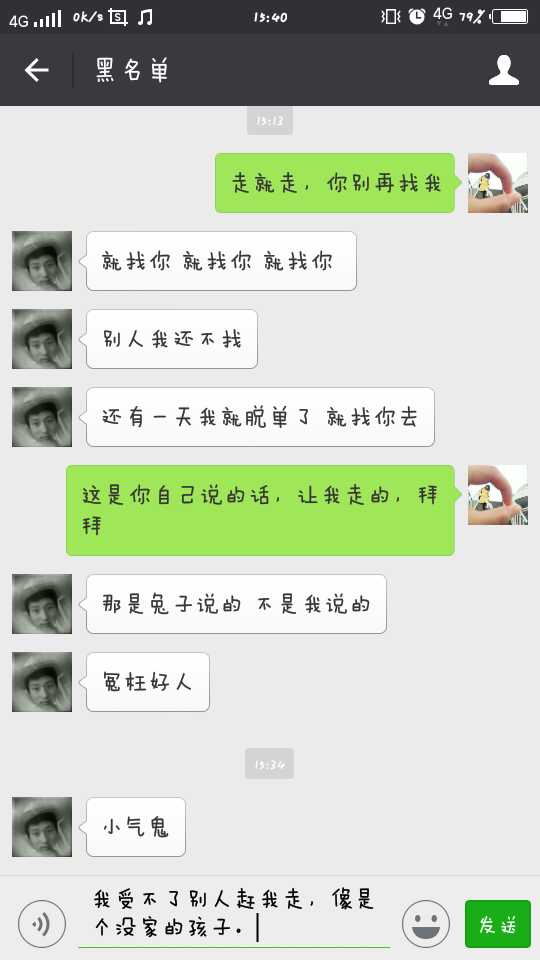 4G 0k/s 15:40 4G 79%
黑名单
15:12
走就走，你别再找我
就找你 就找你 就找你
别人我还不找
还有一天我就脱单了 就找你去
这是你自己说的话，让我走的，拜
拜
那是兔子说的 不是我说的
冤枉好人
15:34
小气鬼
我受不了别人赶我走，像是
个没家的孩子。
发送